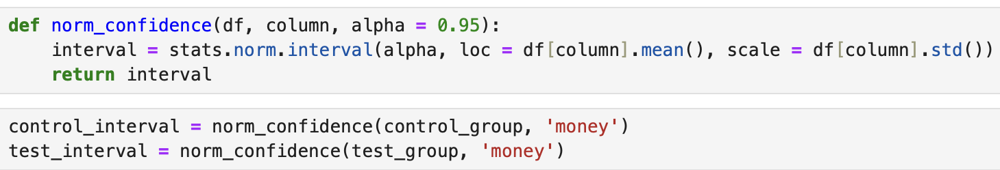 def norm_confidence(df, column, alpha = 0.95):
    interval = stats.norm.interval(alpha, loc = df[column].mean(), scale = df[column].std())
    return interval
control_interval = norm_confidence(control_group, 'money')
test_interval = norm_confidence(test_group, 'money')